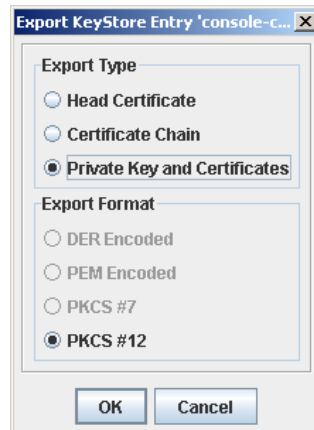 Export KeyStore Entry 'console-c...
Export Type
Head Certificate
Certificate Chain
Private Key and Certificates
Export Format
DER Encoded
PEM Encoded
PKCS #7
PKCS #12
OK Cancel